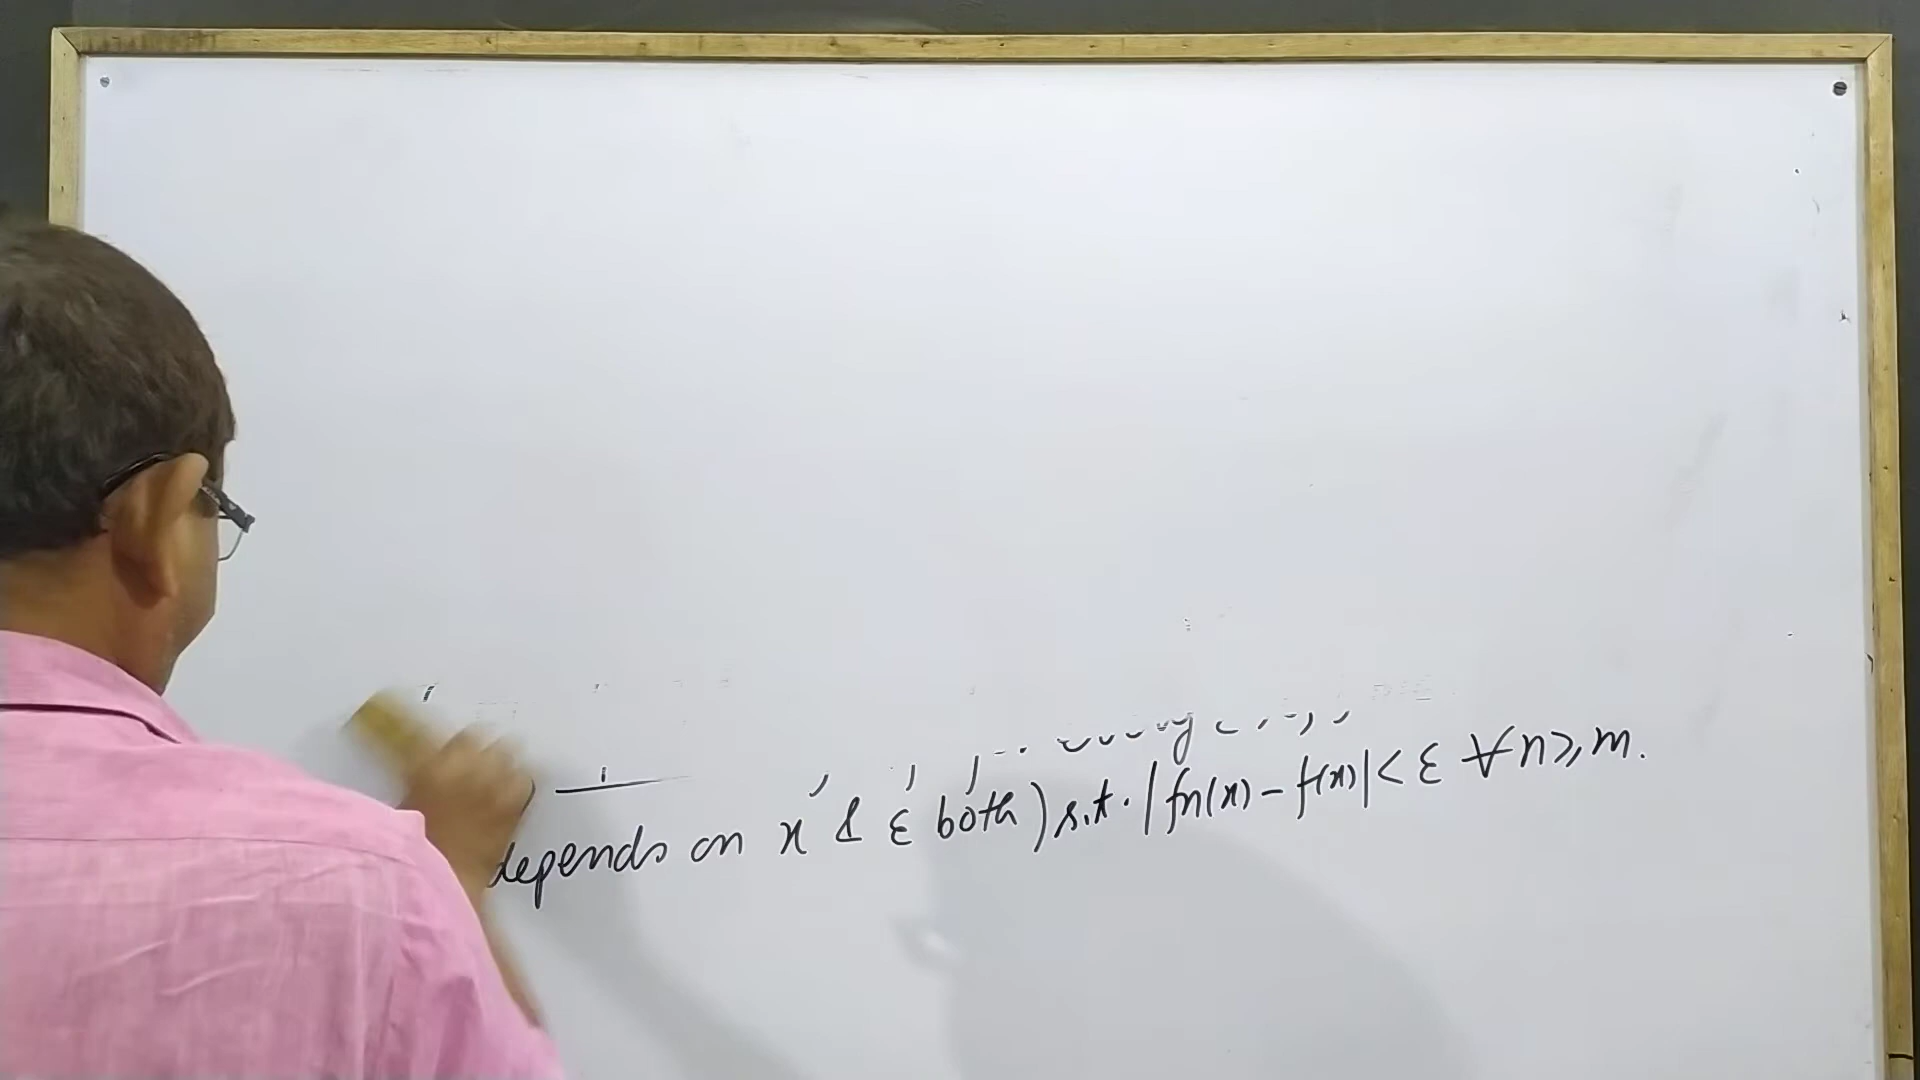 depends on x & ε both) s.t. |fn(x) - f(x)| < ε ∀ n ≥ m.